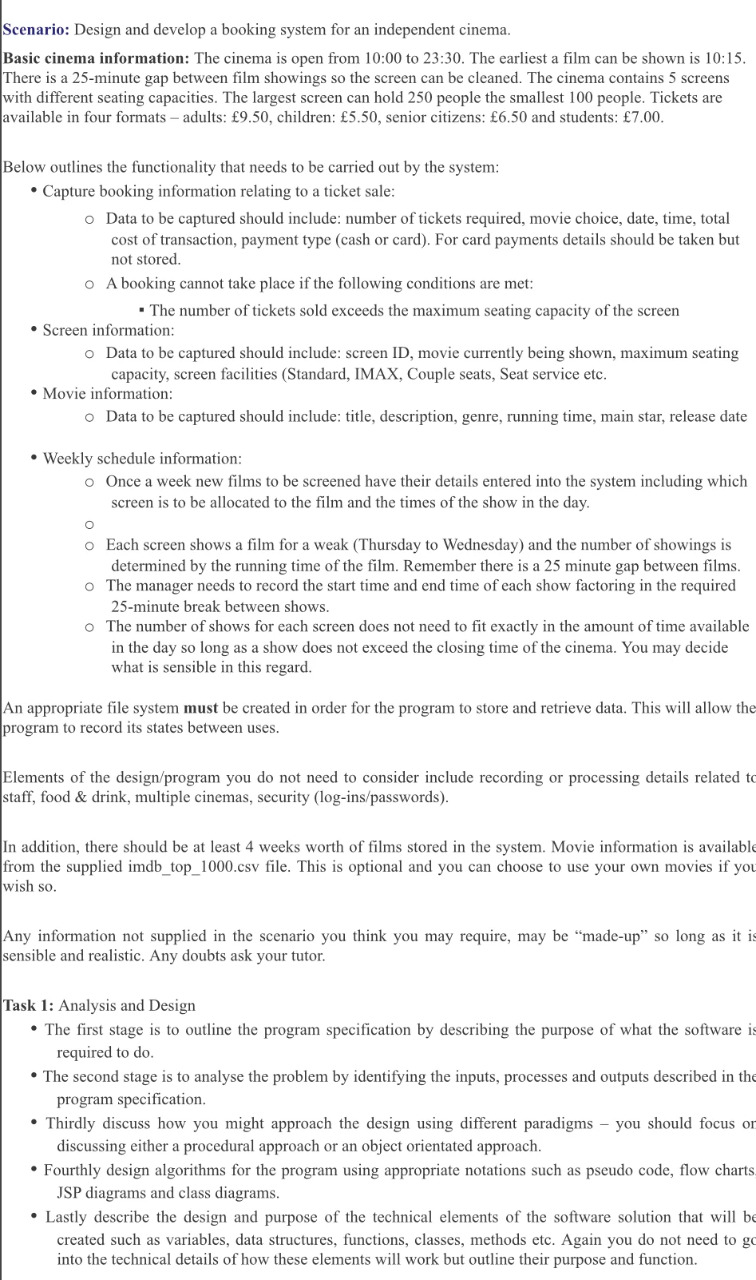 Scenario: Design and develop a booking system for an independent cinema.
Basic cinema information: The cinema is open from 10:00 to 23:30. The earliest a film can be shown is 10:15.
There is a 25-minute gap between film showings so the screen can be cleaned. The cinema contains 5 screens
with different seating capacities. The largest screen can hold 250 people the smallest 100 people. Tickets are
available in four formats – adults: £9.50, children: £5.50, senior citizens: £6.50 and students: £7.00.
Below outlines the functionality that needs to be carried out by the system:
• Capture booking information relating to a ticket sale:
o Data to be captured should include: number of tickets required, movie choice, date, time, total
cost of transaction, payment type (cash or card). For card payments details should be taken but
not stored.
o A booking cannot take place if the following conditions are met:
▪ The number of tickets sold exceeds the maximum seating capacity of the screen
• Screen information:
o Data to be captured should include: screen ID, movie currently being shown, maximum seating
capacity, screen facilities (Standard, IMAX, Couple seats, Seat service etc.
• Movie information:
o Data to be captured should include: title, description, genre, running time, main star, release date
• Weekly schedule information:
o Once a week new films to be screened have their details entered into the system including which
screen is to be allocated to the film and the times of the show in the day.
o
o Each screen shows a film for a weak (Thursday to Wednesday) and the number of showings is
determined by the running time of the film. Remember there is a 25 minute gap between films.
o The manager needs to record the start time and end time of each show factoring in the required
25-minute break between shows.
o The number of shows for each screen does not need to fit exactly in the amount of time available
in the day so long as a show does not exceed the closing time of the cinema. You may decide
what is sensible in this regard.
An appropriate file system must be created in order for the program to store and retrieve data. This will allow the
program to record its states between uses.
Elements of the design/program you do not need to consider include recording or processing details related to
staff, food & drink, multiple cinemas, security (log-ins/passwords).
In addition, there should be at least 4 weeks worth of films stored in the system. Movie information is available
from the supplied imdb_top_1000.csv file. This is optional and you can choose to use your own movies if you
wish so.
Any information not supplied in the scenario you think you may require, may be “made-up” so long as it is
sensible and realistic. Any doubts ask your tutor.
Task 1: Analysis and Design
• The first stage is to outline the program specification by describing the purpose of what the software is
required to do.
• The second stage is to analyse the problem by identifying the inputs, processes and outputs described in the
program specification.
• Thirdly discuss how you might approach the design using different paradigms – you should focus on
discussing either a procedural approach or an object orientated approach.
• Fourthly design algorithms for the program using appropriate notations such as pseudo code, flow charts,
JSP diagrams and class diagrams.
• Lastly describe the design and purpose of the technical elements of the software solution that will be
created such as variables, data structures, functions, classes, methods etc. Again you do not need to go
into the technical details of how these elements will work but outline their purpose and function.